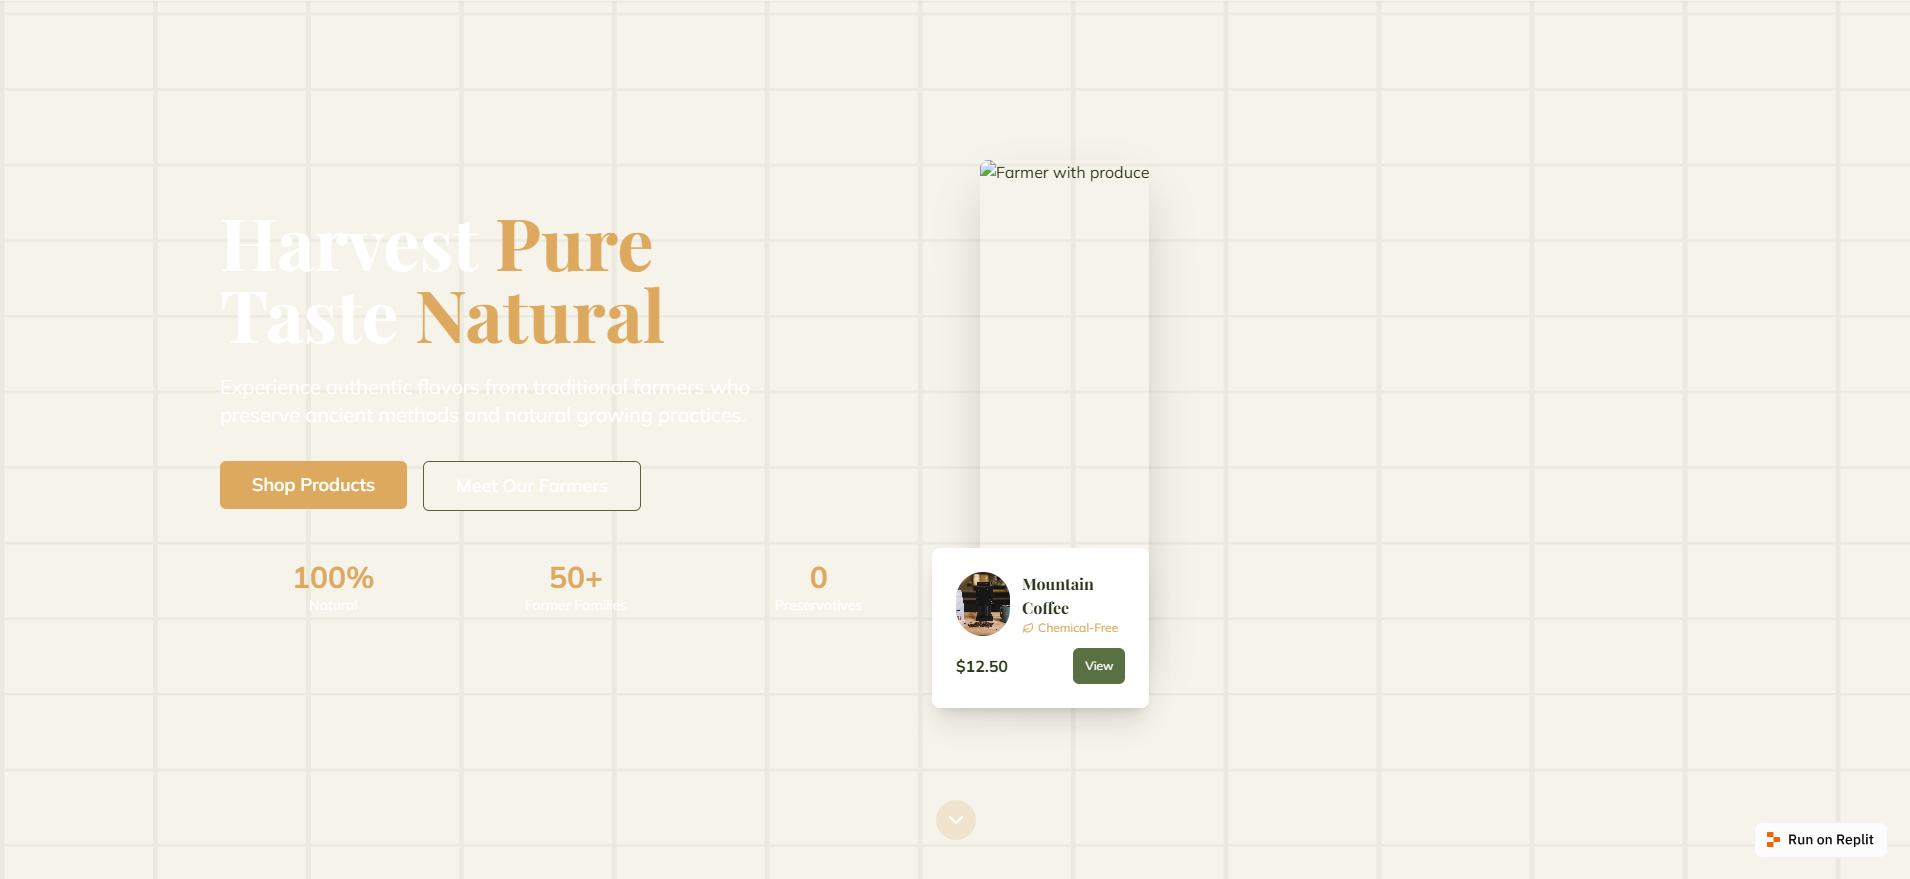 Farmer with produce
Harvest Pure
Taste Natural
Experience authentic flavors from traditional farmers who
preserve ancient methods and natural growing practices.
Shop Products
Meet Our Farmers
100%
Natural
50+
Farmer Families
0
Preservatives
Mountain
Coffee
Chemical-Free
$12.50
View
Run on Replit